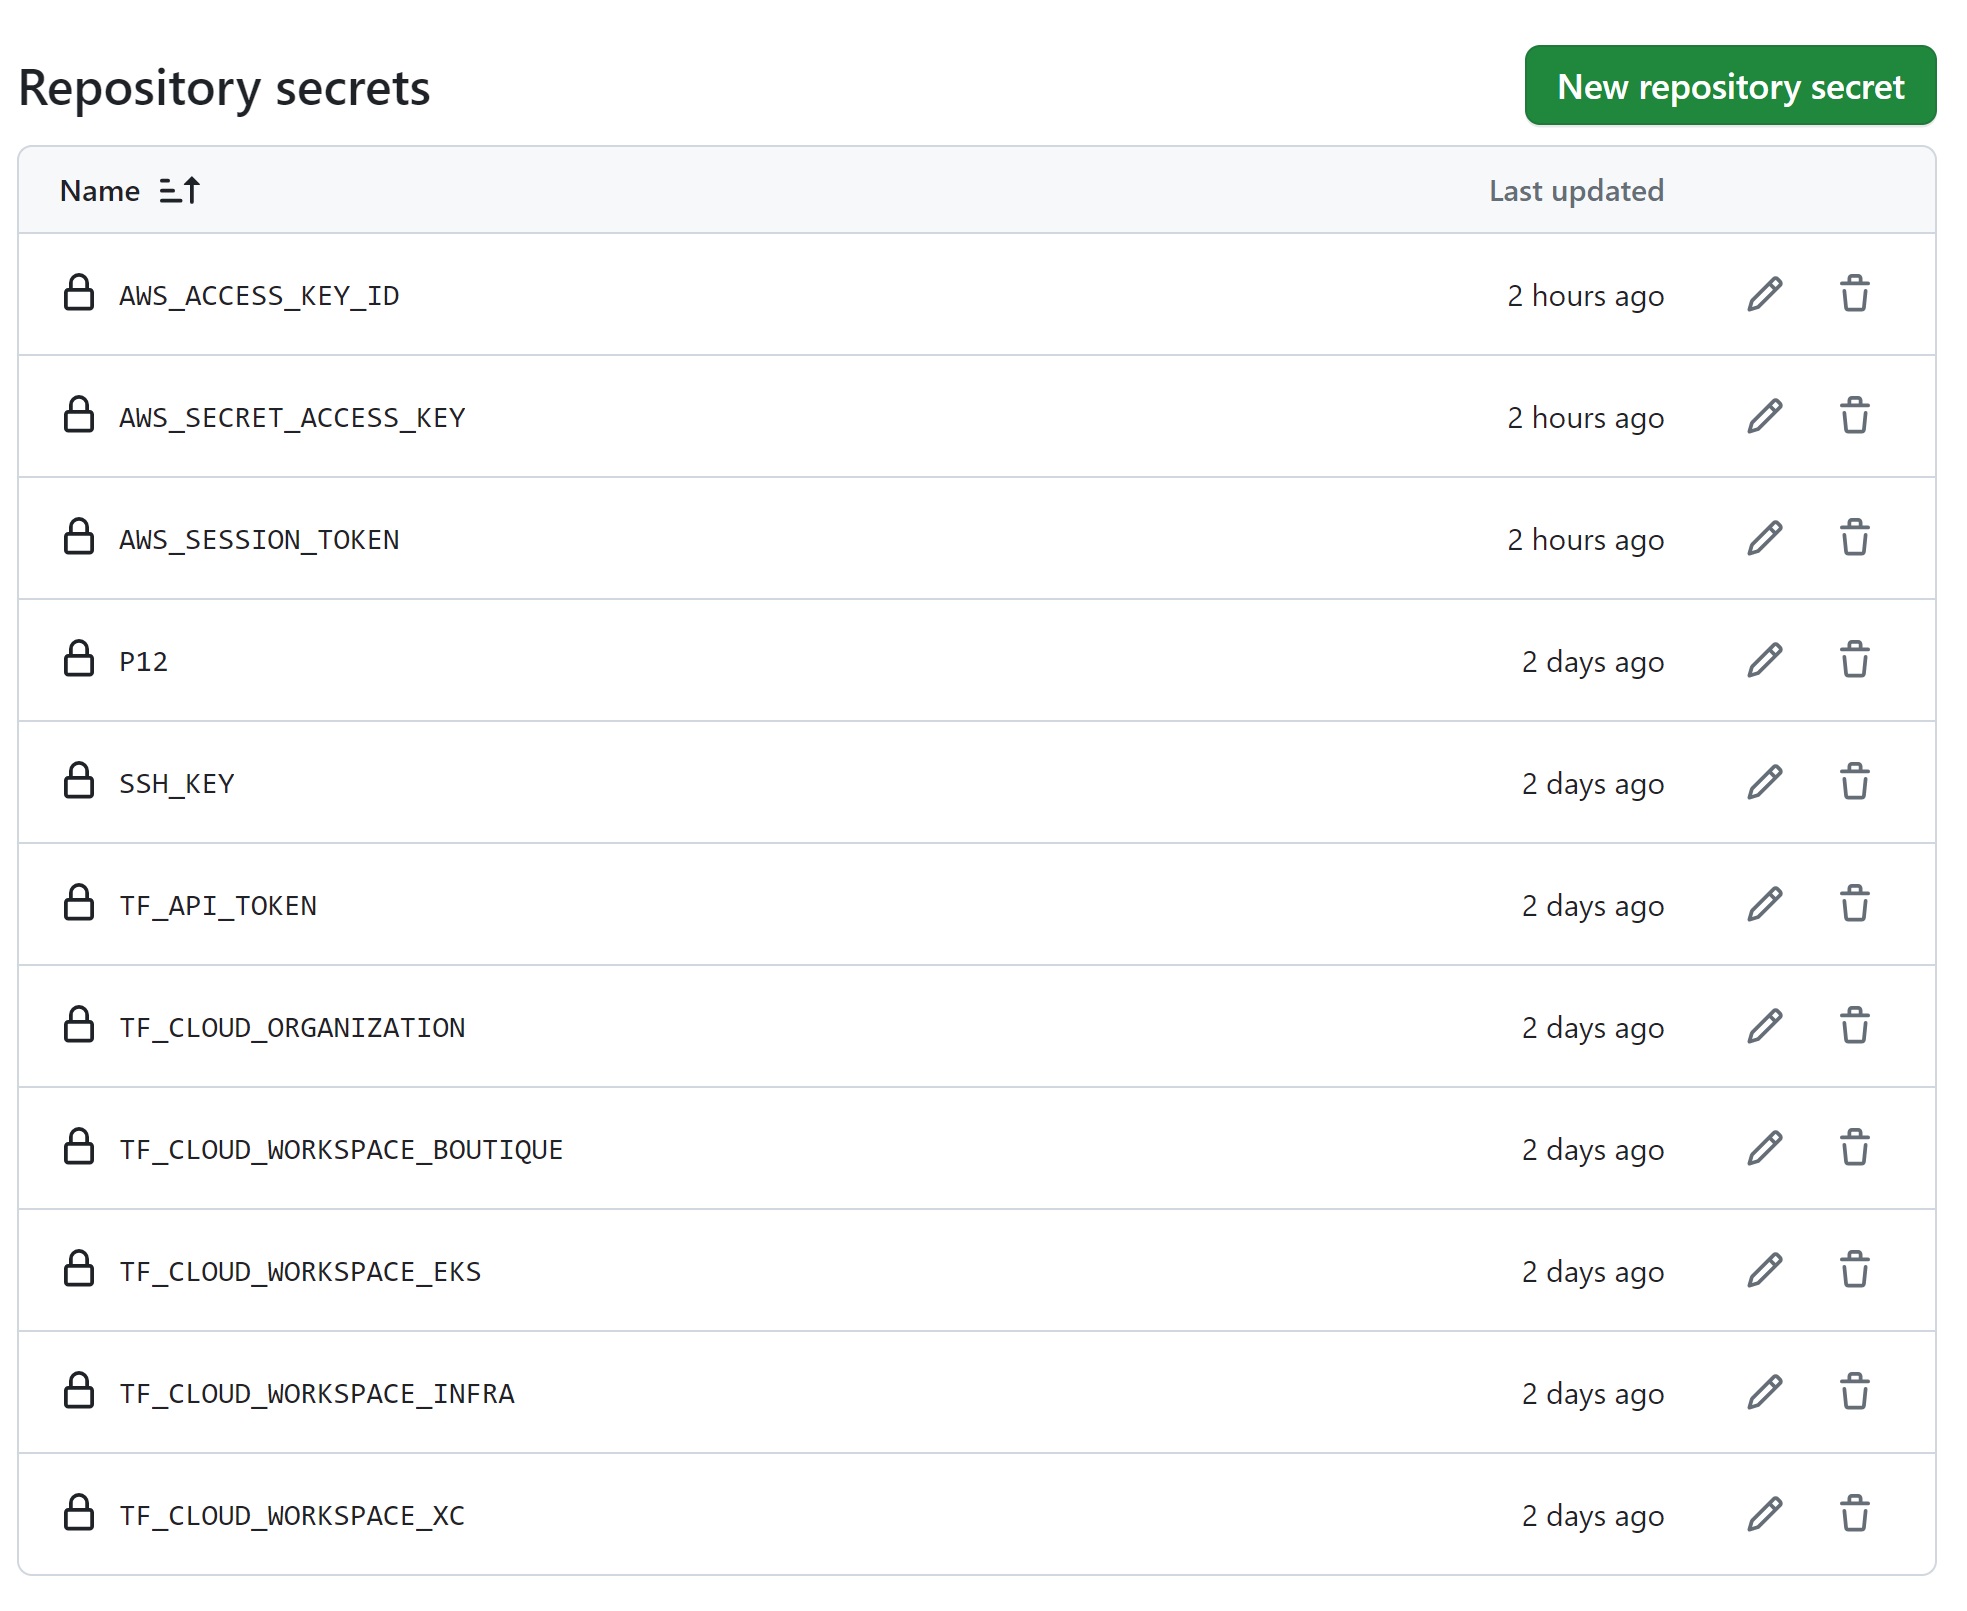 Repository secrets
New repository secret
Name Last updated
AWS_ACCESS_KEY_ID 2 hours ago
AWS_SECRET_ACCESS_KEY 2 hours ago
AWS_SESSION_TOKEN 2 hours ago
P12 2 days ago
SSH_KEY 2 days ago
TF_API_TOKEN 2 days ago
TF_CLOUD_ORGANIZATION 2 days ago
TF_CLOUD_WORKSPACE_BOUTIQUE 2 days ago
TF_CLOUD_WORKSPACE_EKS 2 days ago
TF_CLOUD_WORKSPACE_INFRA 2 days ago
TF_CLOUD_WORKSPACE_XC 2 days ago